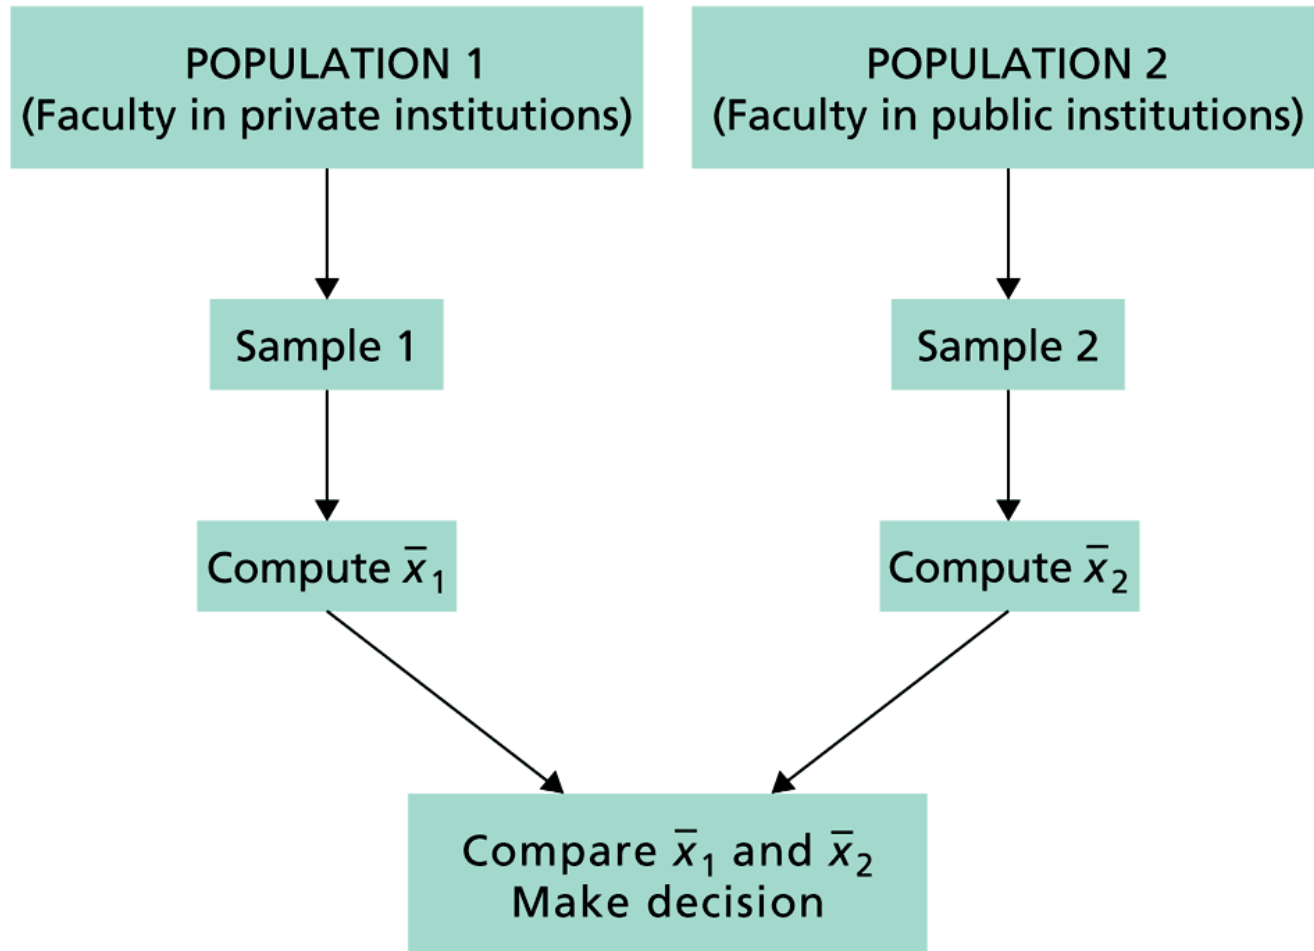 POPULATION 1
(Faculty in private institutions)
POPULATION 2
(Faculty in public institutions)
Sample 1
Sample 2
Compute x̄₁
Compute x̄₂
Compare x̄₁ and x̄₂
Make decision